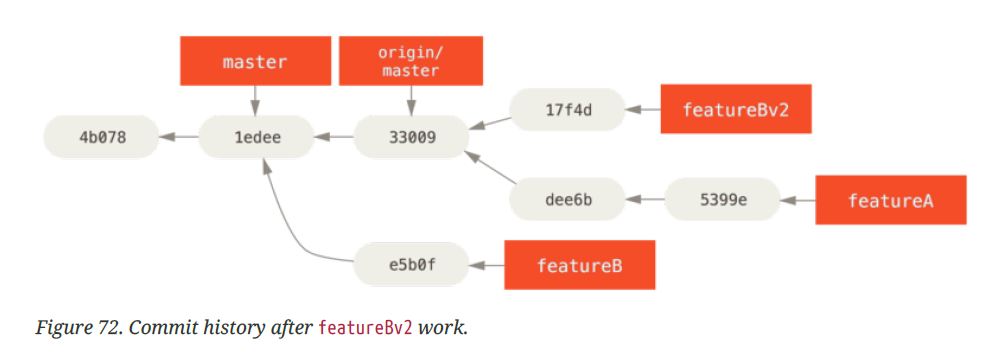 master
origin/
master
17f4d
featureBv2
4b078
1edee
33009
dee6b
5399e
featureA
e5b0f
featureB
Figure 72. Commit history after featureBv2 work.